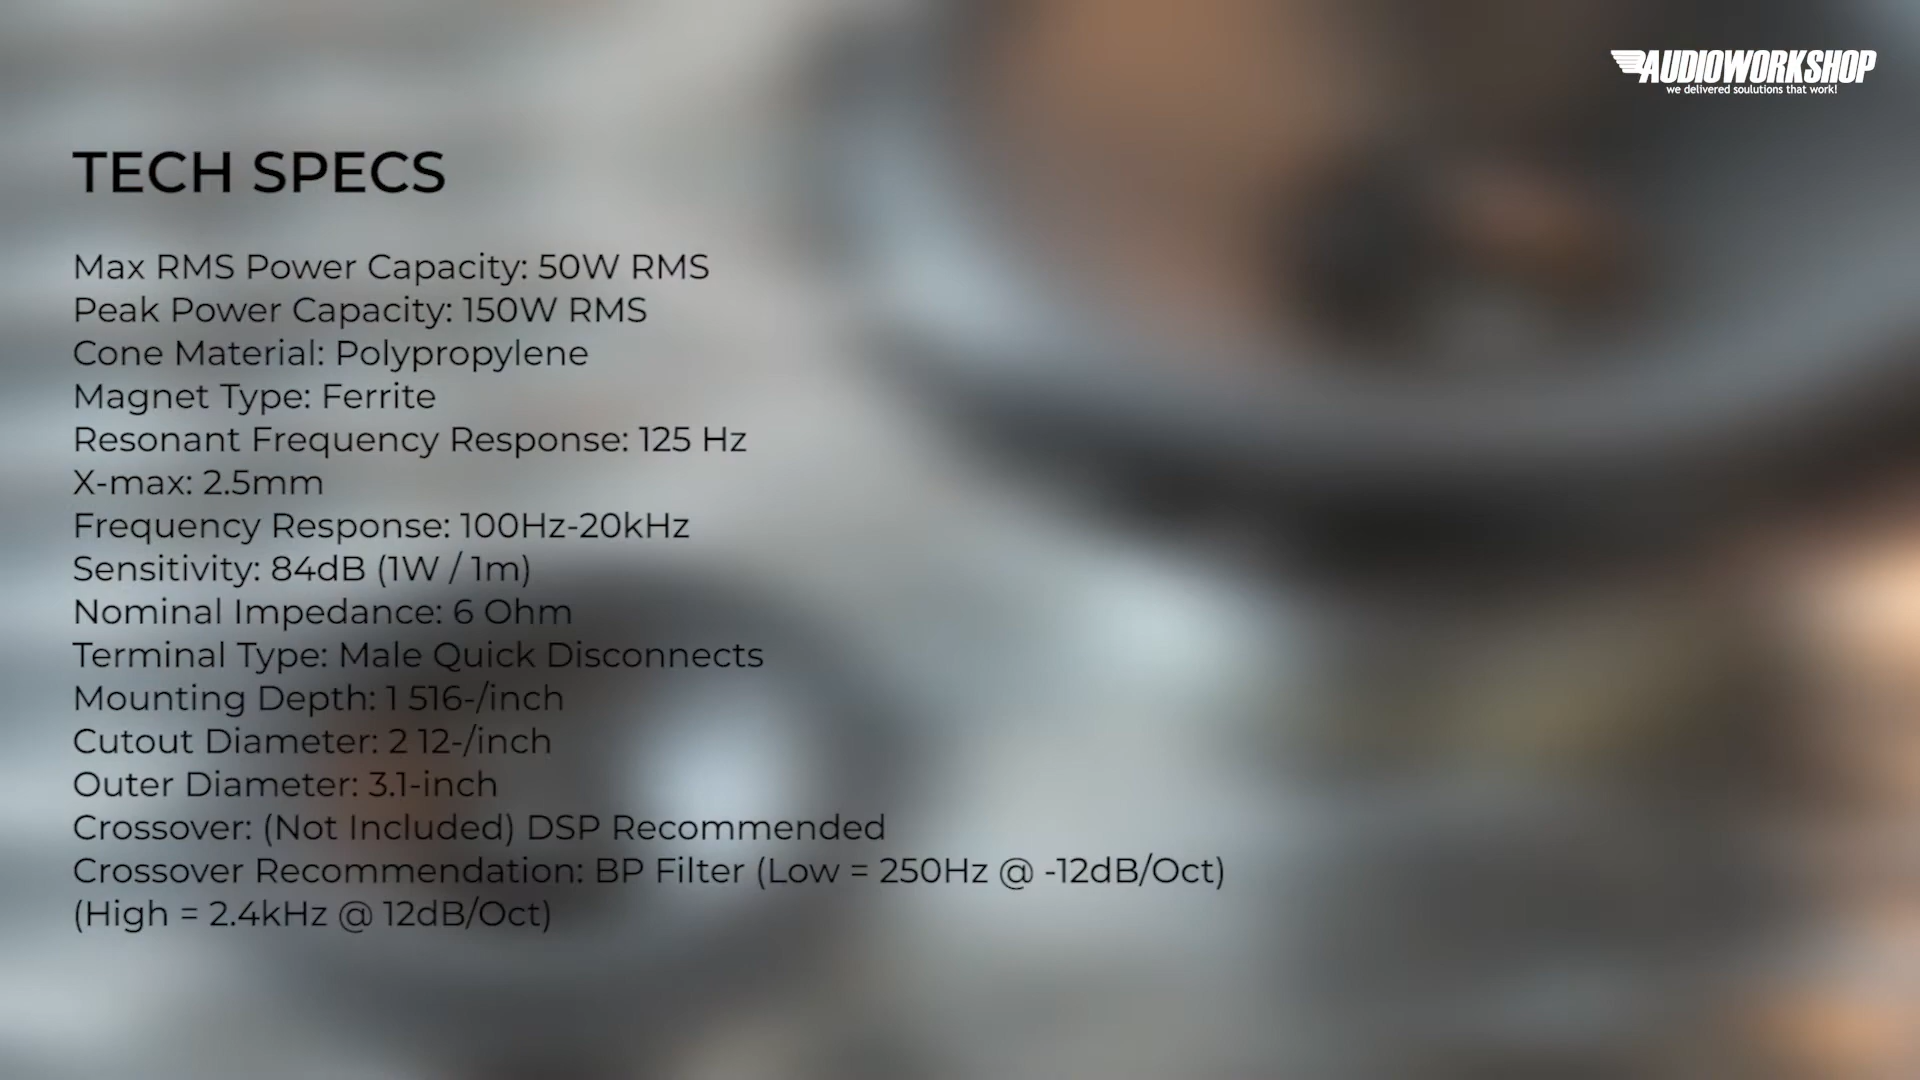 AUDIOWORKSHOP
we delivered soulutions that work!
TECH SPECS
Max RMS Power Capacity: 50W RMS
Peak Power Capacity: 150W RMS
Cone Material: Polypropylene
Magnet Type: Ferrite
Resonant Frequency Response: 125 Hz
X-max: 2.5mm
Frequency Response: 100Hz-20kHz
Sensitivity: 84dB (1W / 1m)
Nominal Impedance: 6 Ohm
Terminal Type: Male Quick Disconnects
Mounting Depth: 1 516-/inch
Cutout Diameter: 2 12-/inch
Outer Diameter: 3.1-inch
Crossover: (Not Included) DSP Recommended
Crossover Recommendation: BP Filter (Low = 250Hz @ -12dB/Oct)
(High = 2.4kHz @ 12dB/Oct)